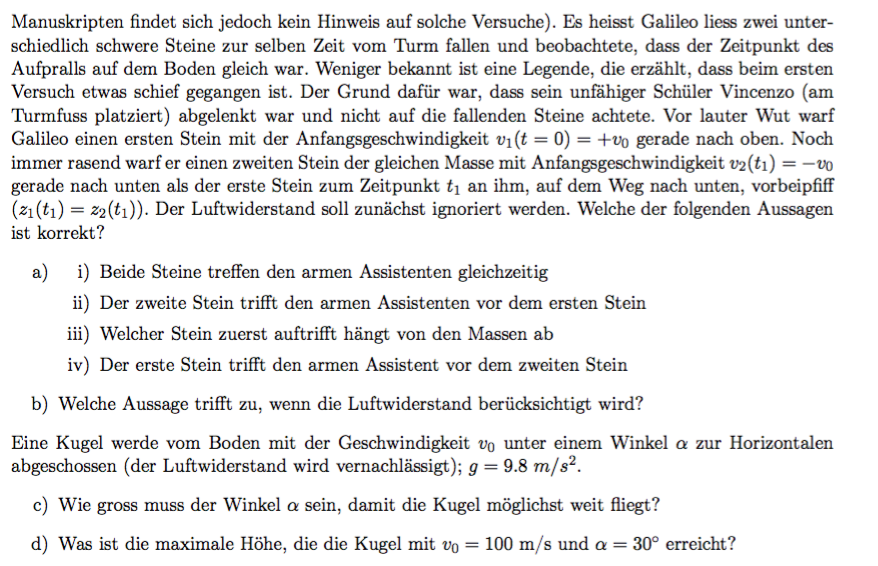 Manuskripten findet sich jedoch kein Hinweis auf solche Versuche). Es heisst Galileo liess zwei unter-
schiedlich schwere Steine zur selben Zeit vom Turm fallen und beobachtete, dass der Zeitpunkt des
Aufpralls auf dem Boden gleich war. Weniger bekannt ist eine Legende, die erzählt, dass beim ersten
Versuch etwas schief gegangen ist. Der Grund dafür war, dass sein unfähiger Schüler Vincenzo (am
Turmfuss platziert) abgelenkt war und nicht auf die fallenden Steine achtete. Vor lauter Wut warf
Galileo einen ersten Stein mit der Anfangsgeschwindigkeit v₁(t = 0) = +v₀ gerade nach oben. Noch
immer rasend warf er einen zweiten Stein der gleichen Masse mit Anfangsgeschwindigkeit v₂(t₁) = −v₀
gerade nach unten als der erste Stein zum Zeitpunkt t₁ an ihm, auf dem Weg nach unten, vorbeipfiff
(z₁(t₁) = z₂(t₁)). Der Luftwiderstand soll zunächst ignoriert werden. Welche der folgenden Aussagen
ist korrekt?
a) i) Beide Steine treffen den armen Assistenten gleichzeitig
ii) Der zweite Stein trifft den armen Assistenten vor dem ersten Stein
iii) Welcher Stein zuerst auftrifft hängt von den Massen ab
iv) Der erste Stein trifft den armen Assistent vor dem zweiten Stein
b) Welche Aussage trifft zu, wenn die Luftwiderstand berücksichtigt wird?
Eine Kugel werde vom Boden mit der Geschwindigkeit v₀ unter einem Winkel α zur Horizontalen
abgeschossen (der Luftwiderstand wird vernachlässigt); g = 9.8 m/s².
c) Wie gross muss der Winkel α sein, damit die Kugel möglichst weit fliegt?
d) Was ist die maximale Höhe, die die Kugel mit v₀ = 100 m/s und α = 30° erreicht?